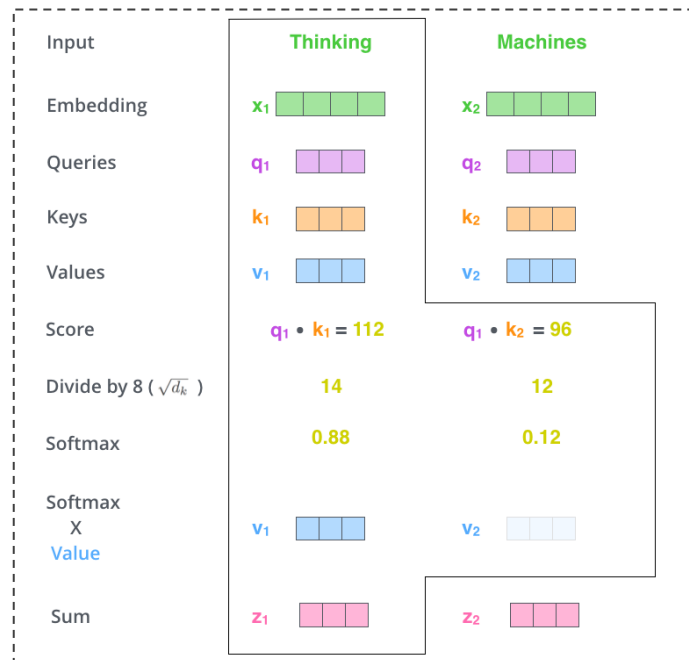 Input Thinking Machines
Embedding x1 x2
Queries q1 q2
Keys k1 k2
Values v1 v2
Score q1 • k1 = 112 q1 • k2 = 96
Divide by 8 ( √dk ) 14 12
Softmax 0.88 0.12
Softmax
X
Value v1 v2
Sum z1 z2